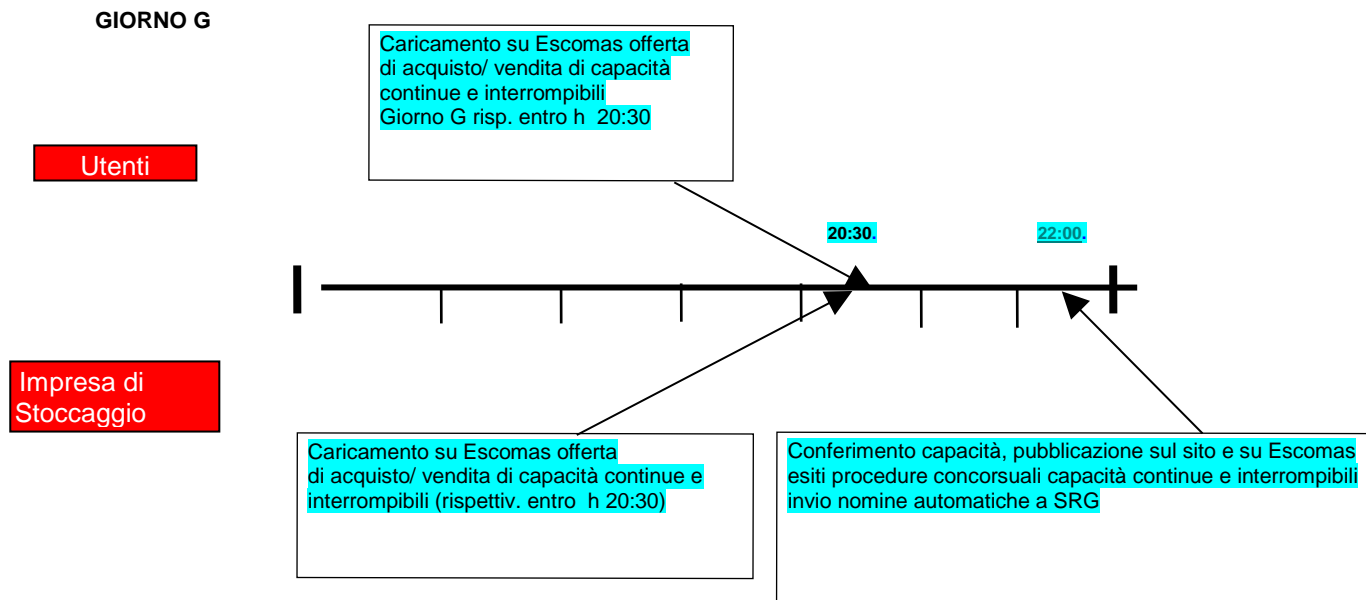 GIORNO G
Caricamento su Escomas offerta
di acquisto/ vendita di capacità
continue e interrompibili
Giorno G risp. entro h  20:30
Utenti
20:30.
22:00.
Impresa di
Stoccaggio
Caricamento su Escomas offerta
di acquisto/ vendita di capacità continue e
interrompibili (rispettiv. entro  h 20:30)
Conferimento capacità, pubblicazione sul sito e su Escomas
esiti procedure concorsuali capacità continue e interrompibili
invio nomine automatiche a SRG